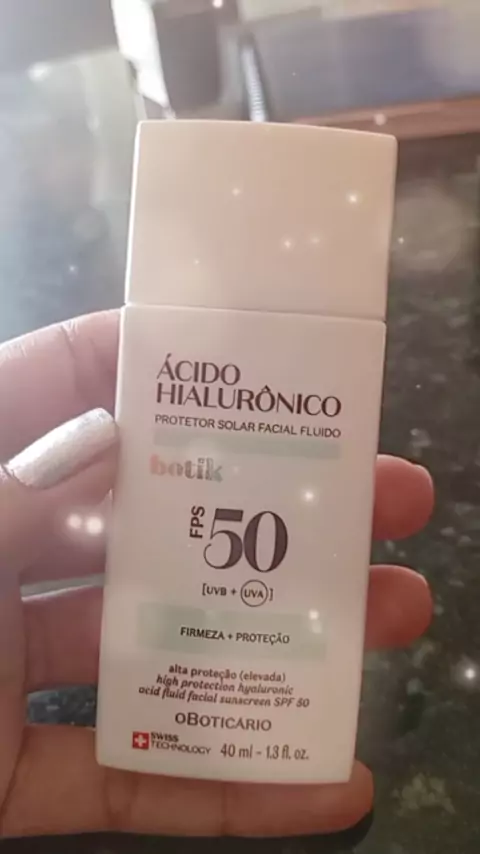 ÁCIDO
HIALURÔNICO
PROTETOR SOLAR FACIAL FLUIDO
botik
FPS 50
[UVB + UVA]
FIRMEZA + PROTEÇÃO
alta proteção (elevada)
high protection hyaluronic
acid fluid facial sunscreen SPF 50
OBOTICÁRIO
SWISS
TECHNOLOGY
40 ml – 1.3 fl. oz.